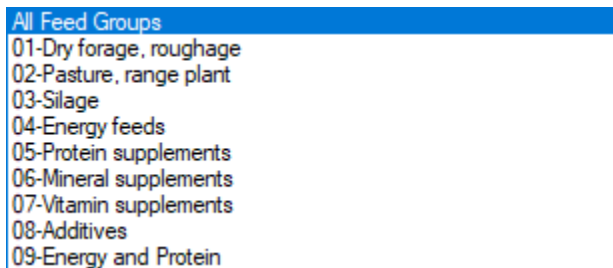 All Feed Groups
01-Dry forage, roughage
02-Pasture, range plant
03-Silage
04-Energy feeds
05-Protein supplements
06-Mineral supplements
07-Vitamin supplements
08-Additives
09-Energy and Protein